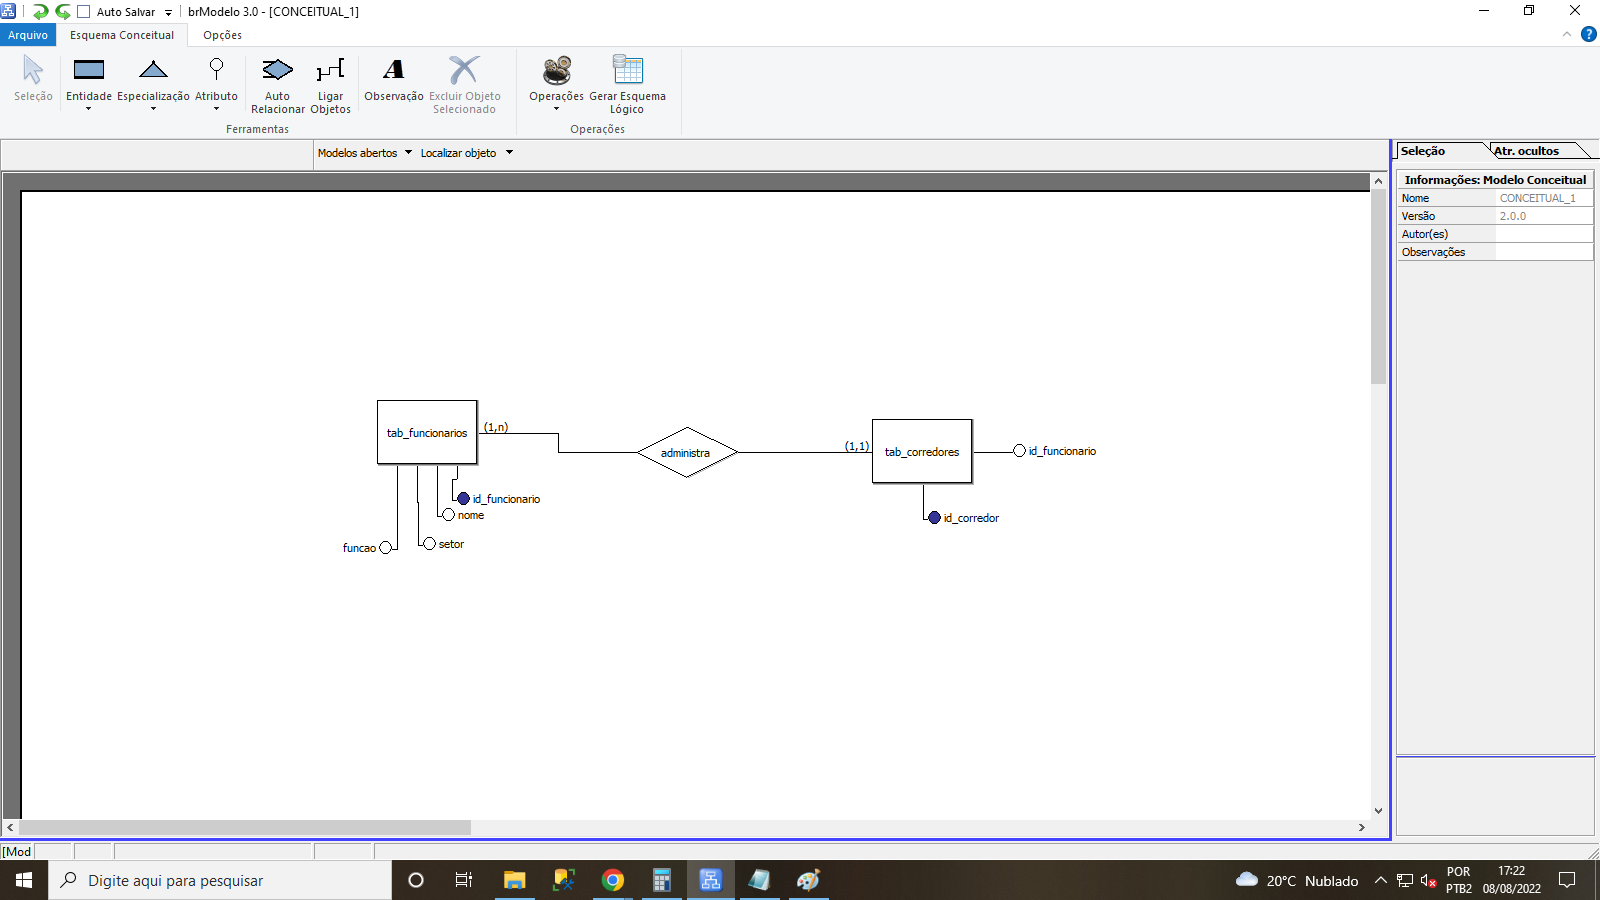 Auto Salvar
brModelo 3.0 - [CONCEITUAL_1]
Arquivo
Esquema Conceitual
Opções
?
Seleção
Entidade
Especialização
Atributo
Auto
Relacionar
Ligar
Objetos
A
Observação
Excluir Objeto
Selecionado
Operações
Gerar Esquema
Lógico
Ferramentas
Operações
Modelos abertos
Localizar objeto
Seleção
Atr. ocultos
Informações: Modelo Conceitual
Nome CONCEITUAL_1
Versão 2.0.0
Autor(es)
Observações
tab_funcionarios
(1,n)
administra
(1,1)
tab_corredores
id_funcionario
id_funcionario
nome
setor
funcao
id_corredor
[Mod
Digite aqui para pesquisar
20°C Nublado
POR
PTB2
17:22
08/08/2022